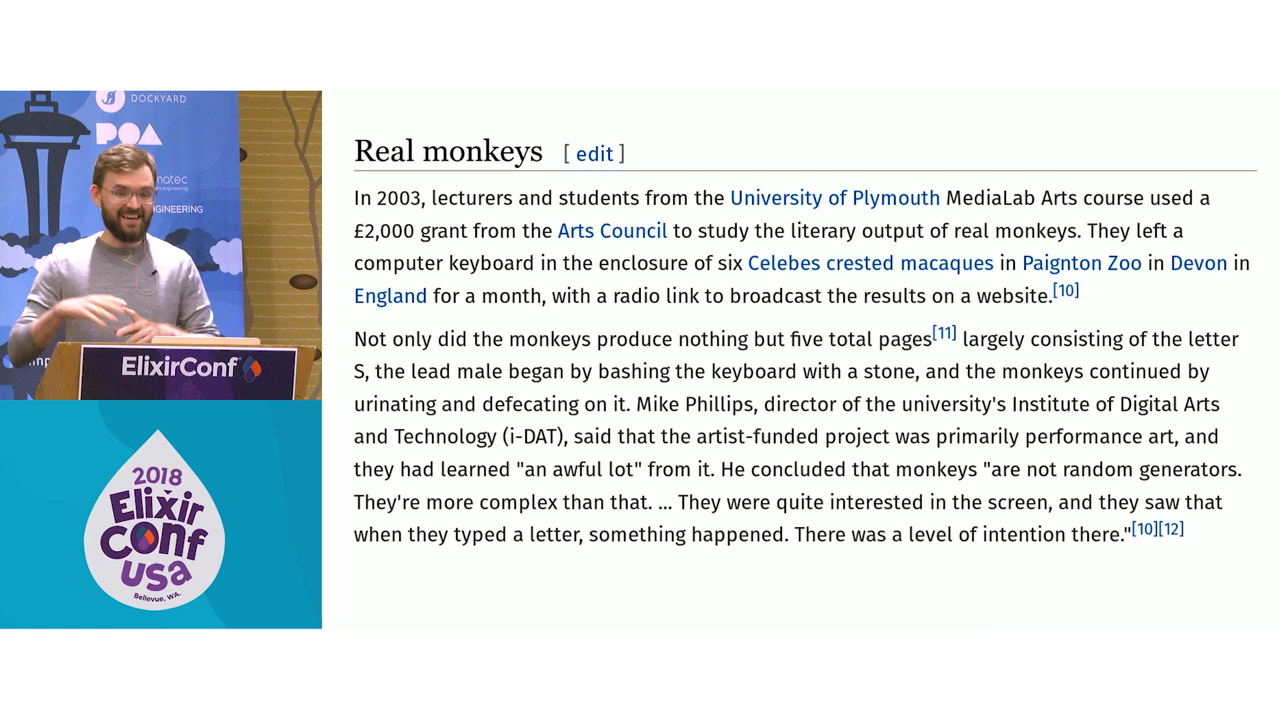 DOCKYARD
POA
GINEERING
ElixirConf
2018
Elixir
Conf
USA
Bellevue, WA.
Real monkeys [ edit ]
In 2003, lecturers and students from the University of Plymouth MediaLab Arts course used a
£2,000 grant from the Arts Council to study the literary output of real monkeys. They left a
computer keyboard in the enclosure of six Celebes crested macaques in Paignton Zoo in Devon in
England for a month, with a radio link to broadcast the results on a website.[10]
Not only did the monkeys produce nothing but five total pages[11] largely consisting of the letter
S, the lead male began by bashing the keyboard with a stone, and the monkeys continued by
urinating and defecating on it. Mike Phillips, director of the university's Institute of Digital Arts
and Technology (i-DAT), said that the artist-funded project was primarily performance art, and
they had learned "an awful lot" from it. He concluded that monkeys "are not random generators.
They're more complex than that. ... They were quite interested in the screen, and they saw that
when they typed a letter, something happened. There was a level of intention there."[10][12]